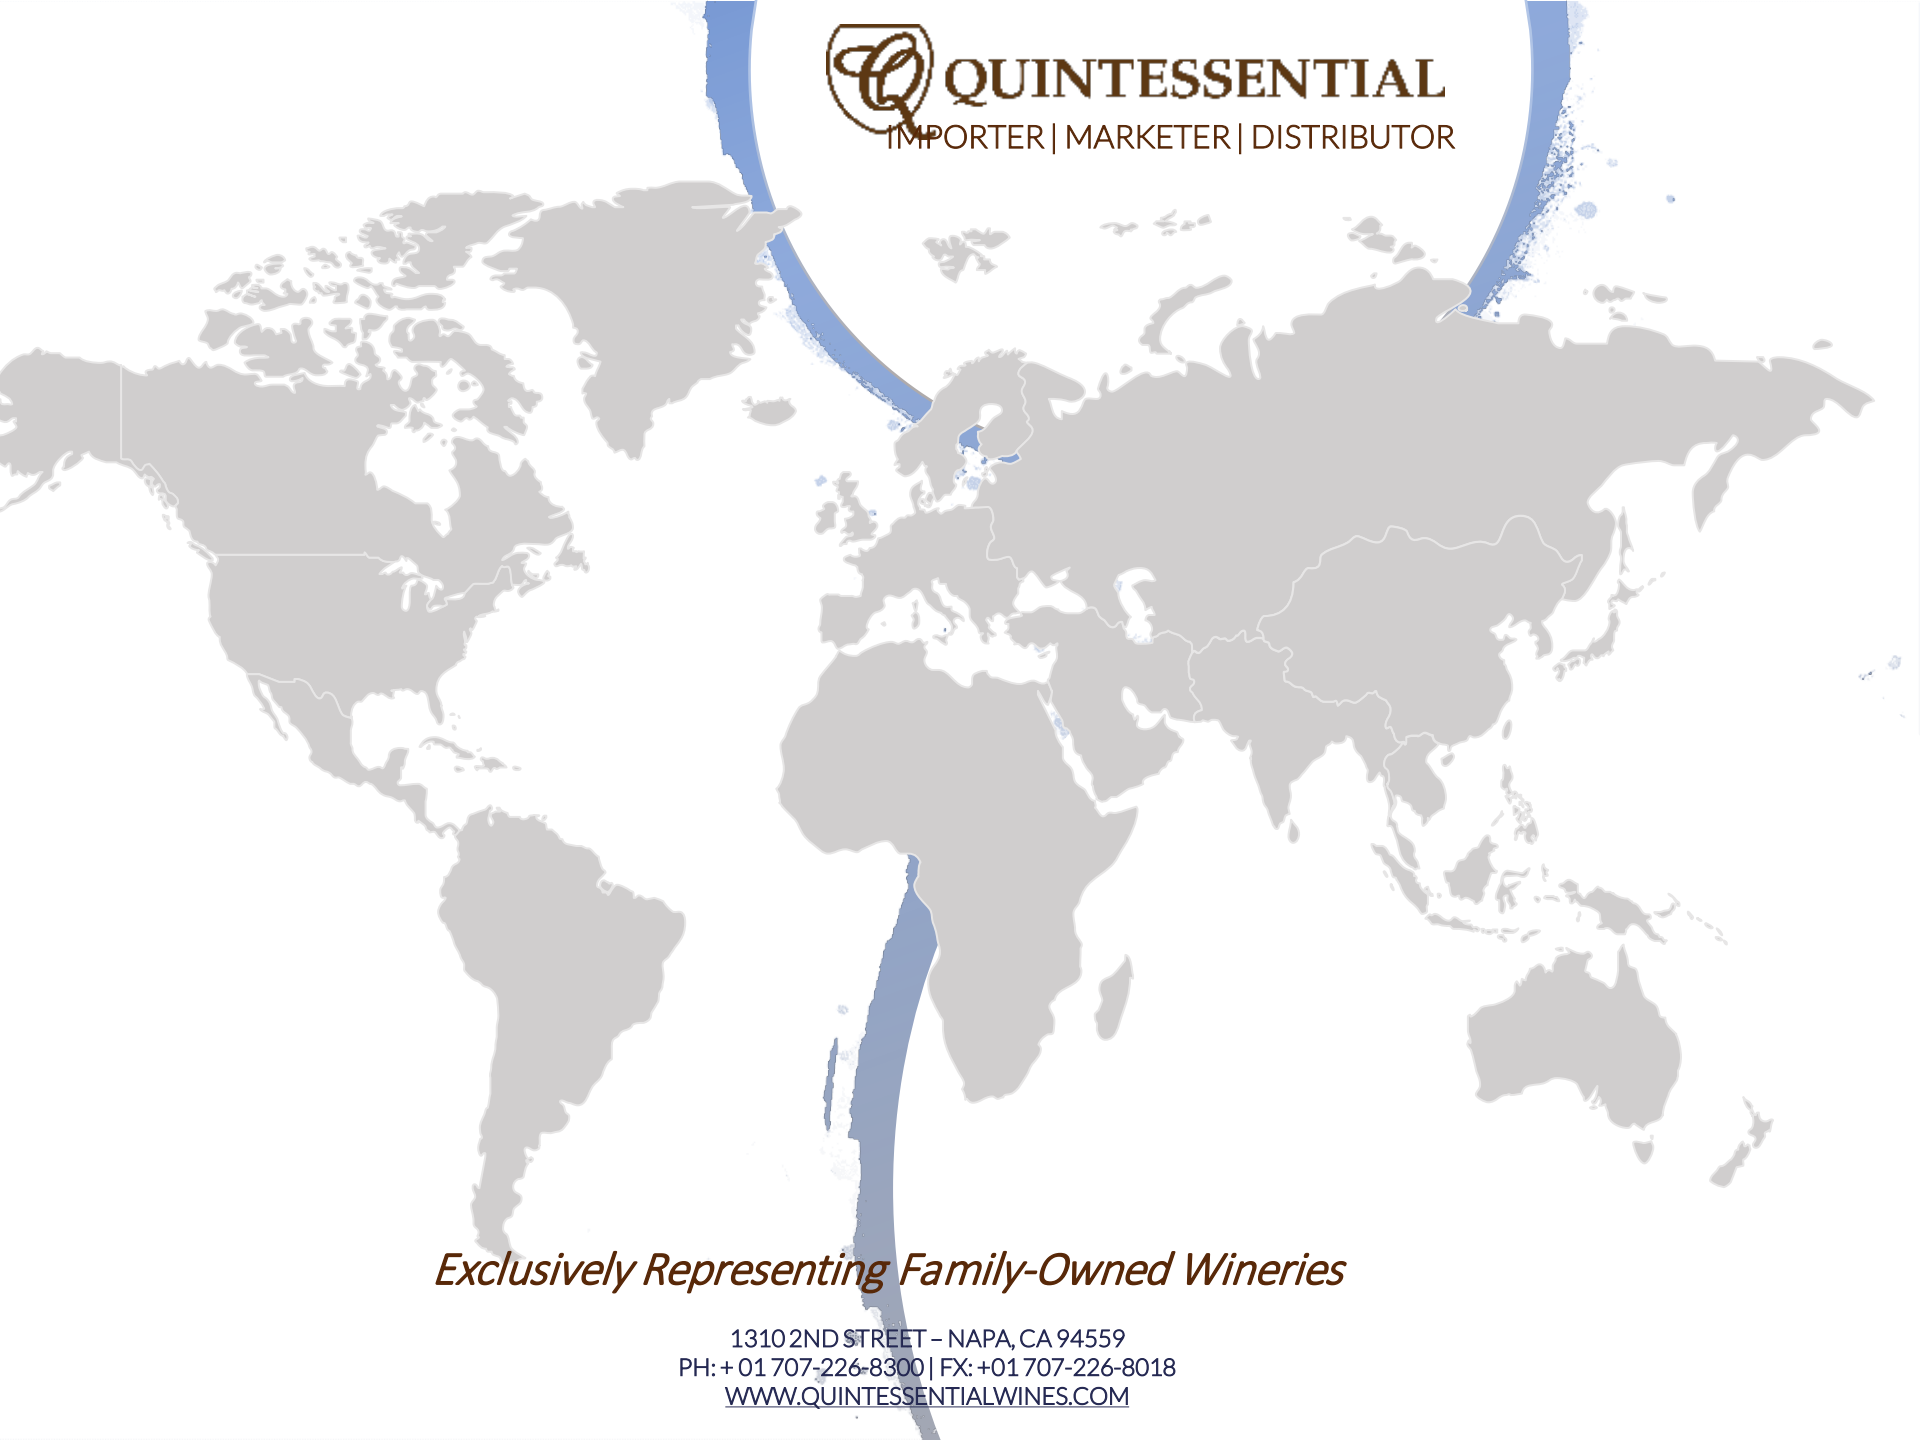 QUINTESSENTIAL
IMPORTER | MARKETER | DISTRIBUTOR
Exclusively Representing Family-Owned Wineries
1310 2ND STREET – NAPA, CA 94559
PH: + 01 707-226-8300 | FX: +01 707-226-8018
WWW.QUINTESSENTIALWINES.COM